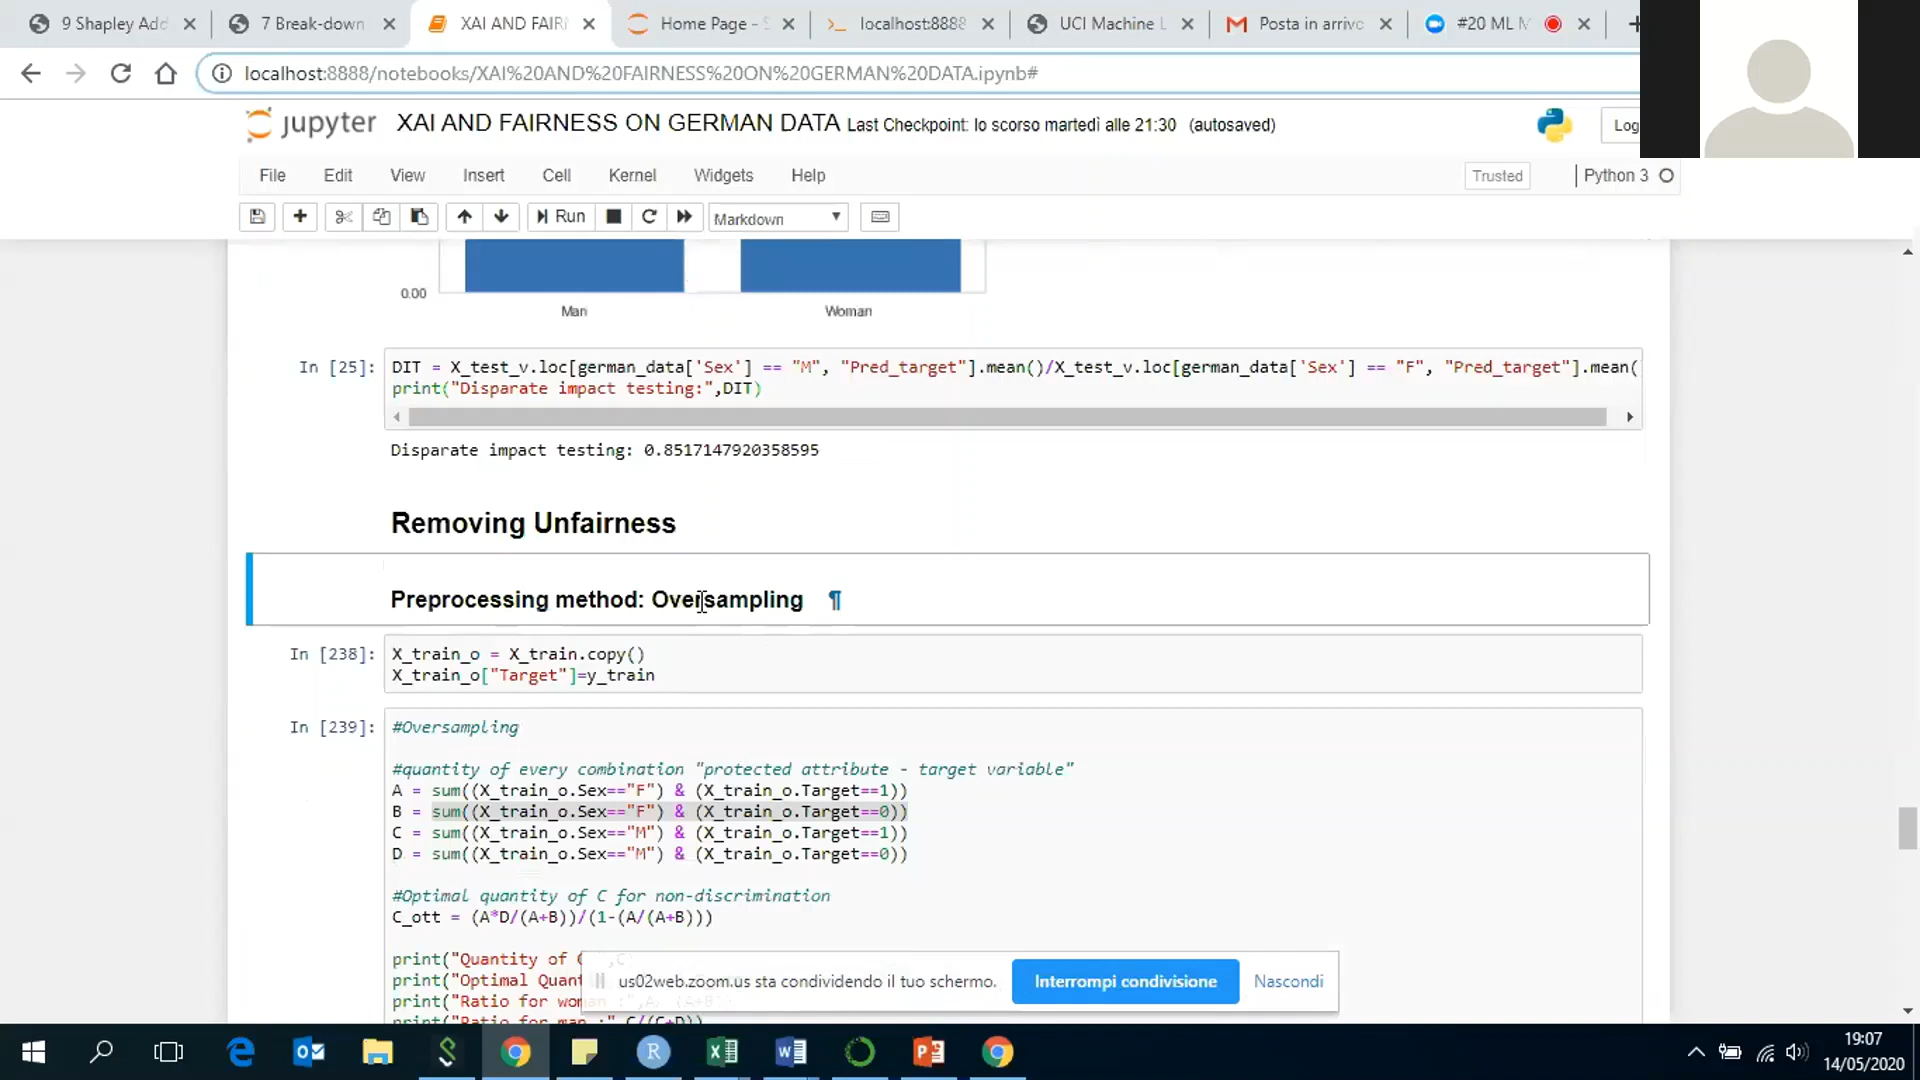 9 Shapley Add
7 Break-down
XAI AND FAIRN
Home Page -
localhost:8888
UCI Machine L
Posta in arrivo
#20 ML M
localhost:8888/notebooks/XAI%20AND%20FAIRNESS%20ON%20GERMAN%20DATA.ipynb#
jupyter XAI AND FAIRNESS ON GERMAN DATA Last Checkpoint: lo scorso martedì alle 21:30 (autosaved)
Log
File Edit View Insert Cell Kernel Widgets Help
Trusted
Python 3
Run
Markdown
0.00
Man
Woman
In [25]:
DIT = X_test_v.loc[german_data['Sex'] == "M", "Pred_target"].mean()/X_test_v.loc[german_data['Sex'] == "F", "Pred_target"].mean(
print("Disparate impact testing:",DIT)
Disparate impact testing: 0.8517147920358595
Removing Unfairness
Preprocessing method: Oversampling ¶
In [238]:
X_train_o = X_train.copy()
X_train_o["Target"]=y_train
In [239]:
#Oversampling
#quantity of every combination "protected attribute - target variable"
A = sum((X_train_o.Sex=="F") & (X_train_o.Target==1))
B = sum((X_train_o.Sex=="F") & (X_train_o.Target==0))
C = sum((X_train_o.Sex=="M") & (X_train_o.Target==1))
D = sum((X_train_o.Sex=="M") & (X_train_o.Target==0))
#Optimal quantity of C for non-discrimination
C_ott = (A*D/(A+B))/(1-(A/(A+B)))
print("Quantity of
print("Optimal Quant
print("Ratio for woman :",A/(A+B))
print("Ratio for man :",C/(C+D))
us02web.zoom.us sta condividendo il tuo schermo.
Interrompi condivisione
Nascondi
19:07
14/05/2020